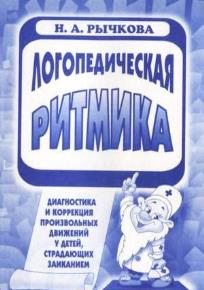 Н. А. РЫЧКОВА
ЛОГОПЕДИЧЕСКАЯ
РИТМИКА
ДИАГНОСТИКА
И КОРРЕКЦИЯ
ПРОИЗВОЛЬНЫХ
ДВИЖЕНИЙ
У ДЕТЕЙ,
СТРАДАЮЩИХ
ЗАИКАНИЕМ